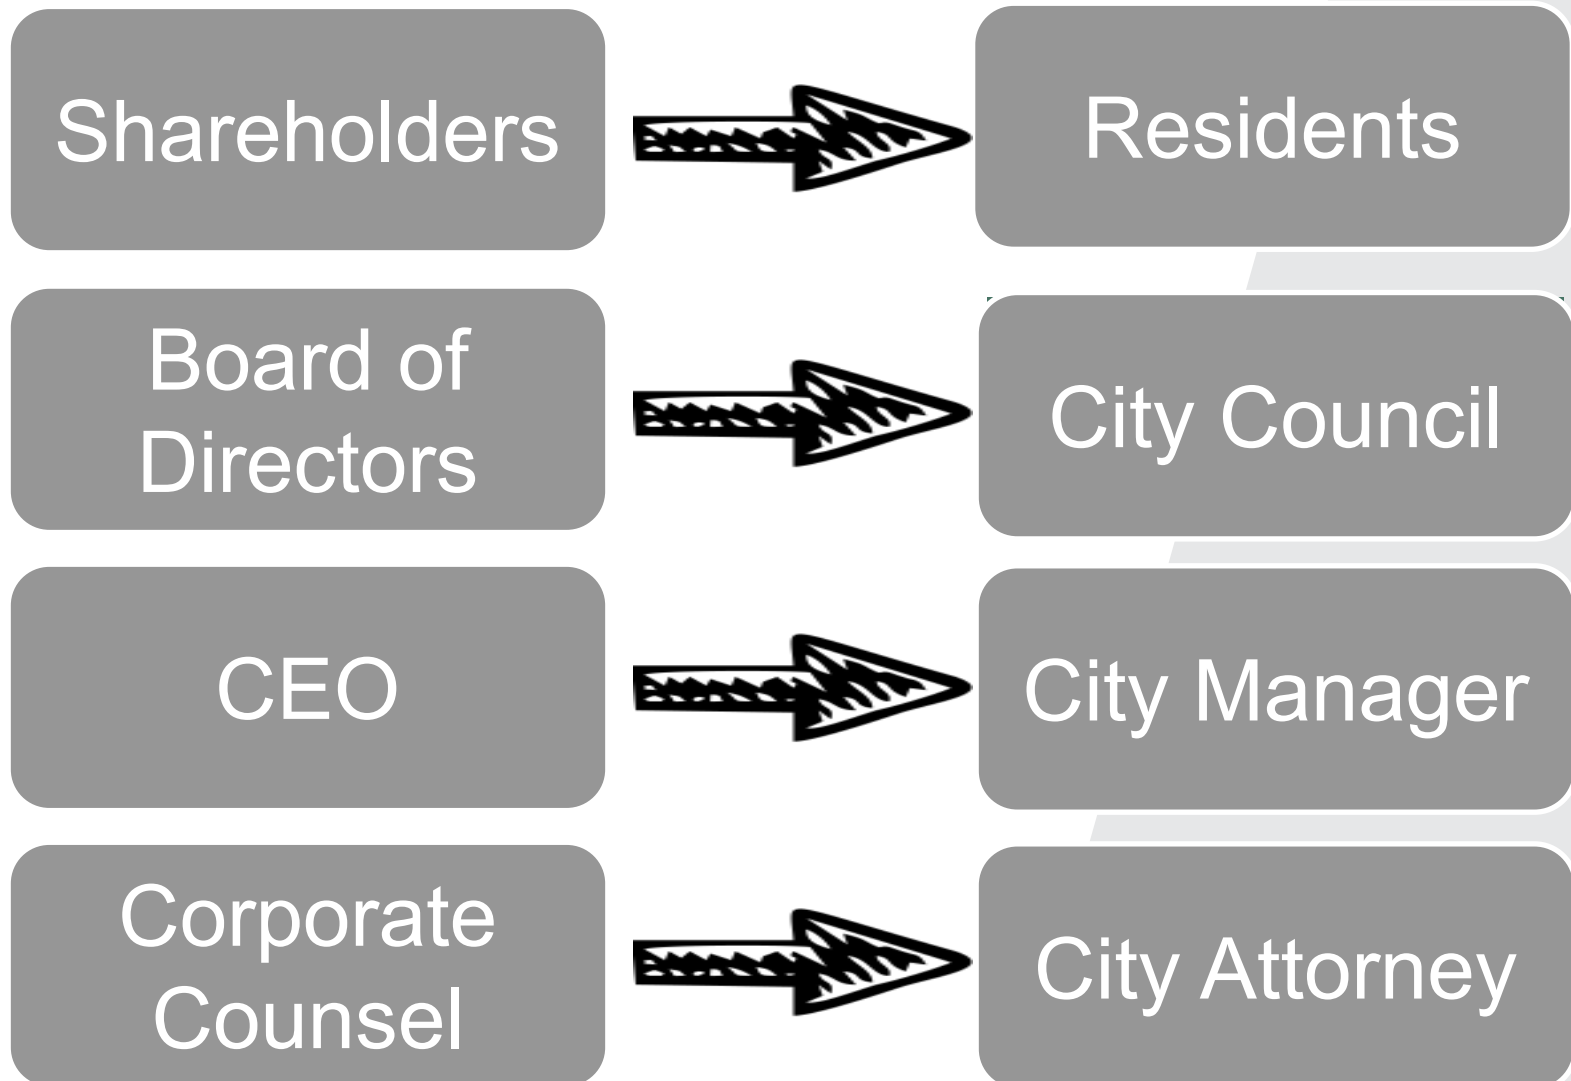 Shareholders
Residents
Board of
Directors
City Council
CEO
City Manager
Corporate
Counsel
City Attorney